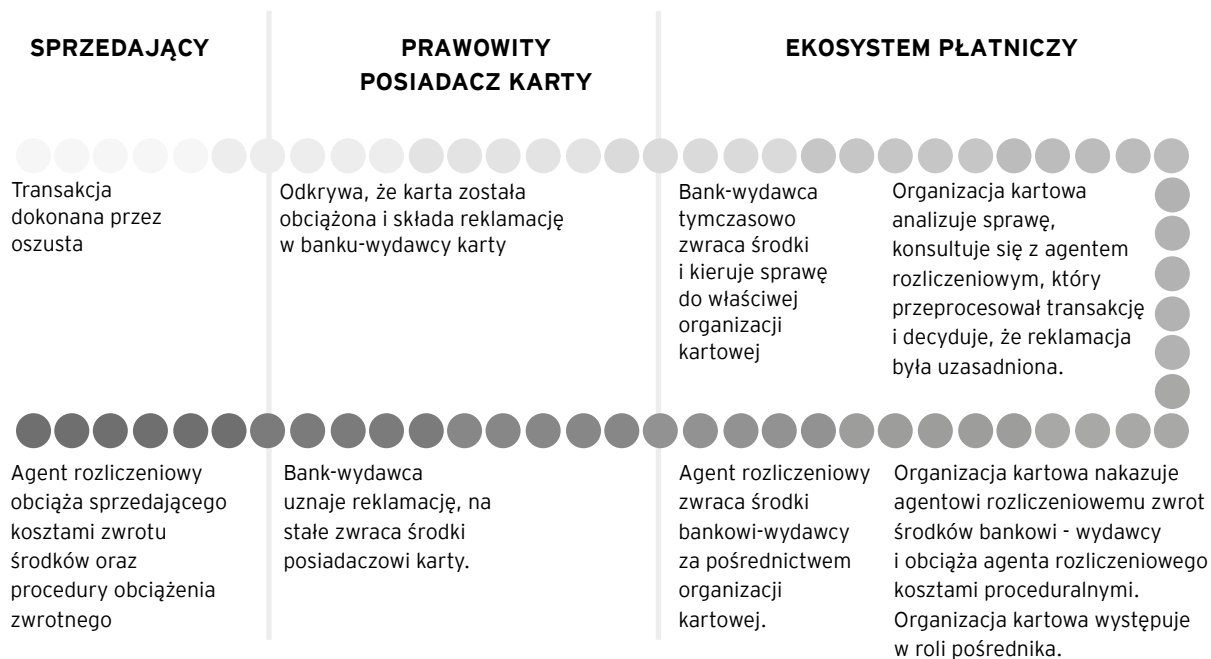 SPRZEDAJĄCY
PRAWOWITY
POSIADACZ KARTY
EKOSYSTEM PŁATNICZY
Transakcja
dokonana przez
oszusta
Odkrywa, że karta została
obciążona i składa reklamację
w banku-wydawcy karty
Bank-wydawca
tymczasowo
zwraca środki
i kieruje sprawę
do właściwej
organizacji
kartowej
Organizacja kartowa
analizuje sprawę,
konsultuje się z agentem
rozliczeniowym, który
przeprocesował transakcję
i decyduje, że reklamacja
była uzasadniona.
Agent rozliczeniowy
obciąża sprzedającego
kosztami zwrotu
środków oraz
procedury obciążenia
zwrotnego
Bank-wydawca
uznaje reklamację, na
stałe zwraca środki
posiadaczowi karty.
Agent rozliczeniowy
zwraca środki
bankowi-wydawcy
za pośrednictwem
organizacji
kartowej.
Organizacja kartowa nakazuje
agentowi rozliczeniowemu zwrot
środków bankowi - wydawcy
i obciąża agenta rozliczeniowego
kosztami proceduralnymi.
Organizacja kartowa występuje
w roli pośrednika.